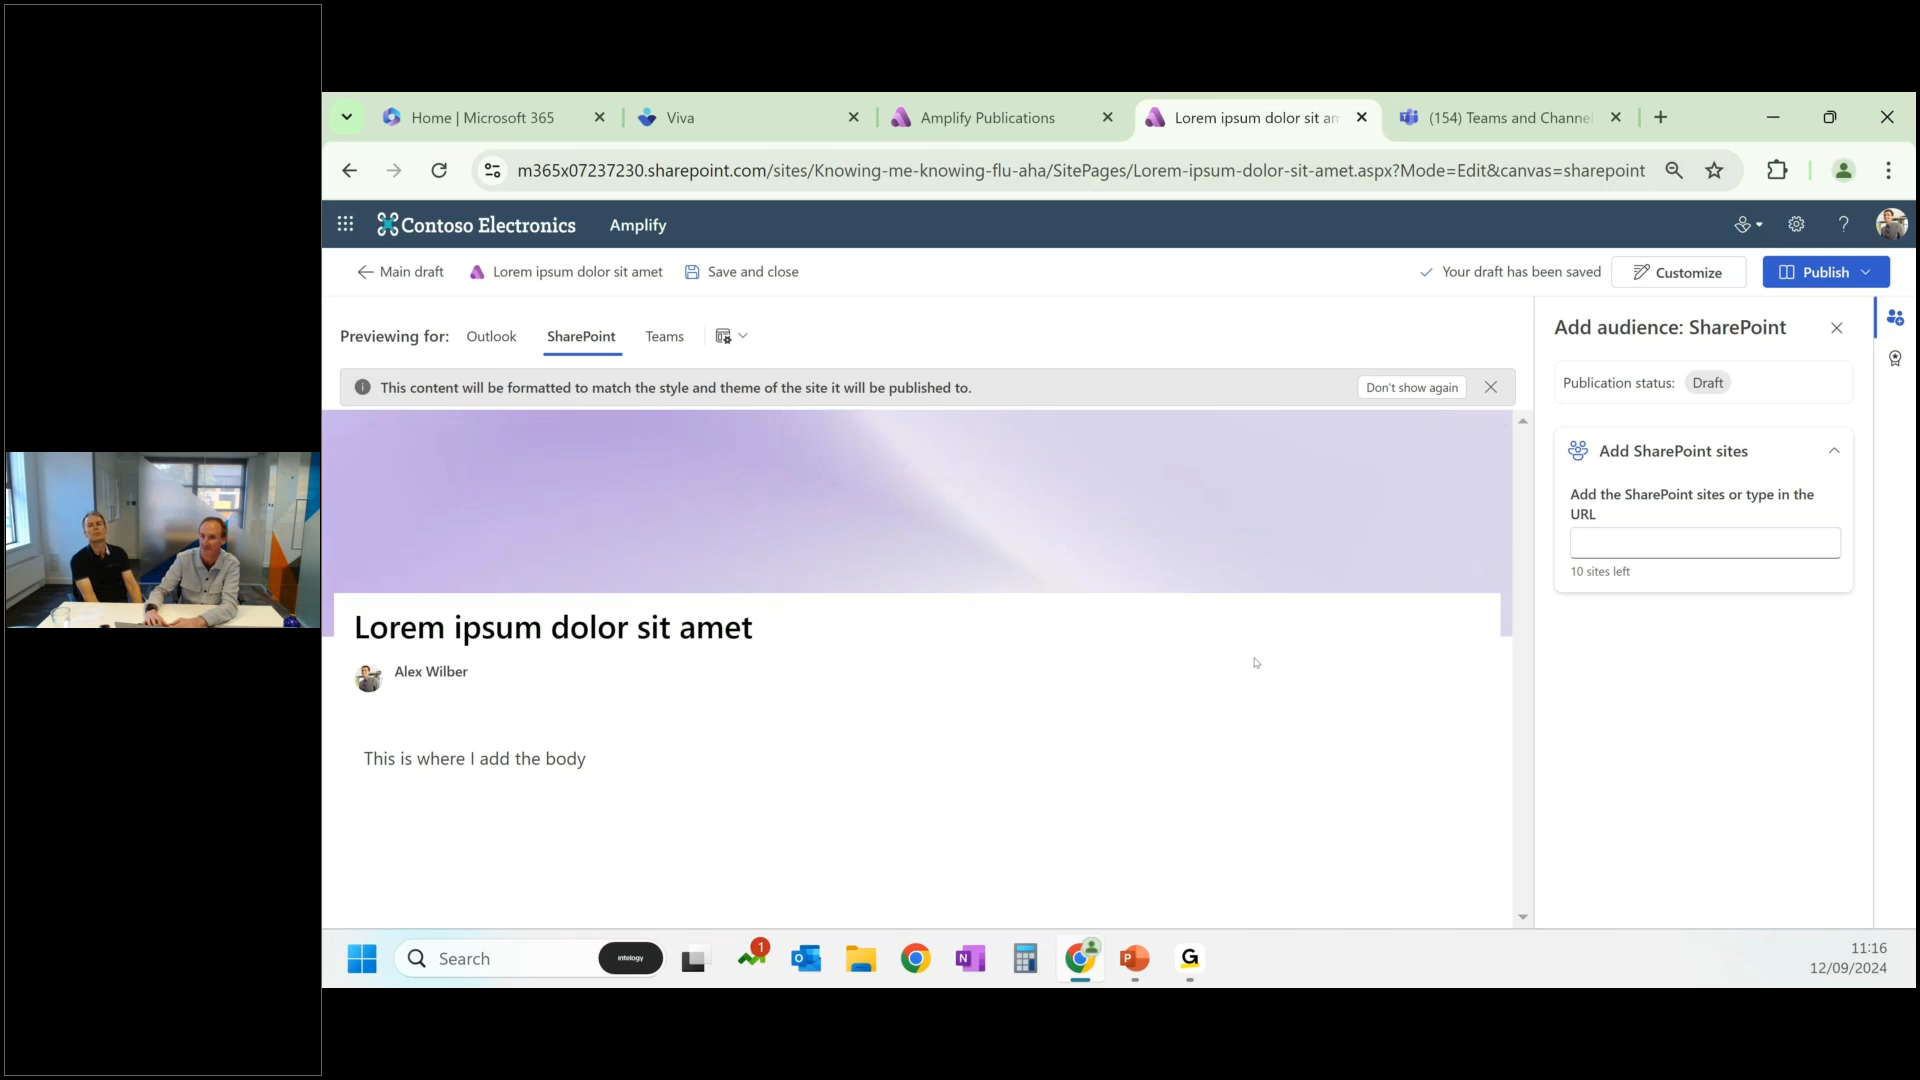 Home | Microsoft 365
Viva
Amplify Publications
Lorem ipsum dolor sit am
(154) Teams and Channel
m365x07237230.sharepoint.com/sites/Knowing-me-knowing-flu-aha/SitePages/Lorem-ipsum-dolor-sit-amet.aspx?Mode=Edit&canvas=sharepoint
Contoso Electronics Amplify
Main draft Lorem ipsum dolor sit amet Save and close Your draft has been saved Customize Publish
Previewing for: Outlook SharePoint Teams
This content will be formatted to match the style and theme of the site it will be published to. Don't show again
Lorem ipsum dolor sit amet
Alex Wilber
This is where I add the body
Add audience: SharePoint
Publication status: Draft
Add SharePoint sites
Add the SharePoint sites or type in the
URL
10 sites left
Search intelogy 1
11:16
12/09/2024